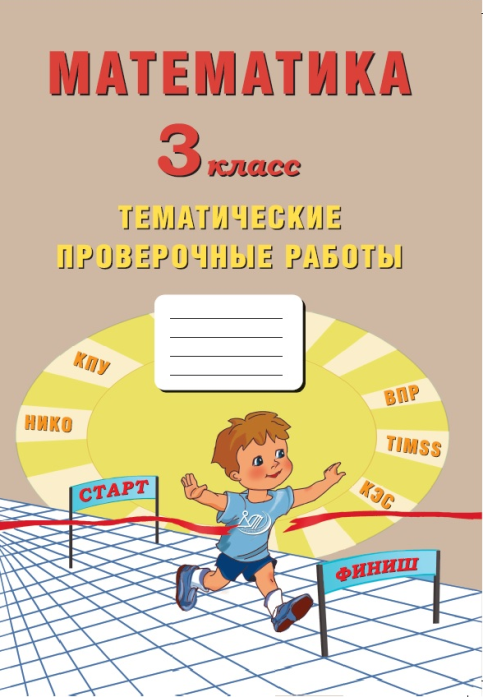 МАТЕМАТИКА
3 класс
ТЕМАТИЧЕСКИЕ
ПРОВЕРОЧНЫЕ РАБОТЫ
КПУ
НИКО
ВПР
TIMSS
КЭС
СТАРТ
ФИНИШ